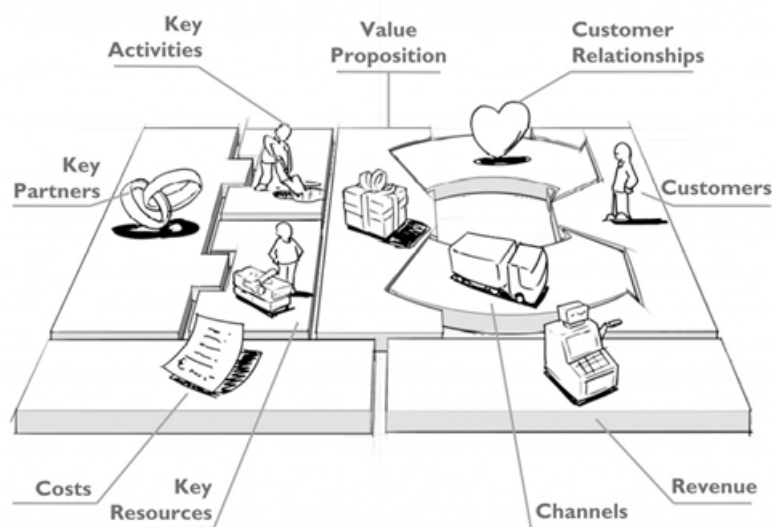 Key
Activities
Value
Proposition
Customer
Relationships
Key
Partners
Customers
Costs
Key
Resources
Channels
Revenue